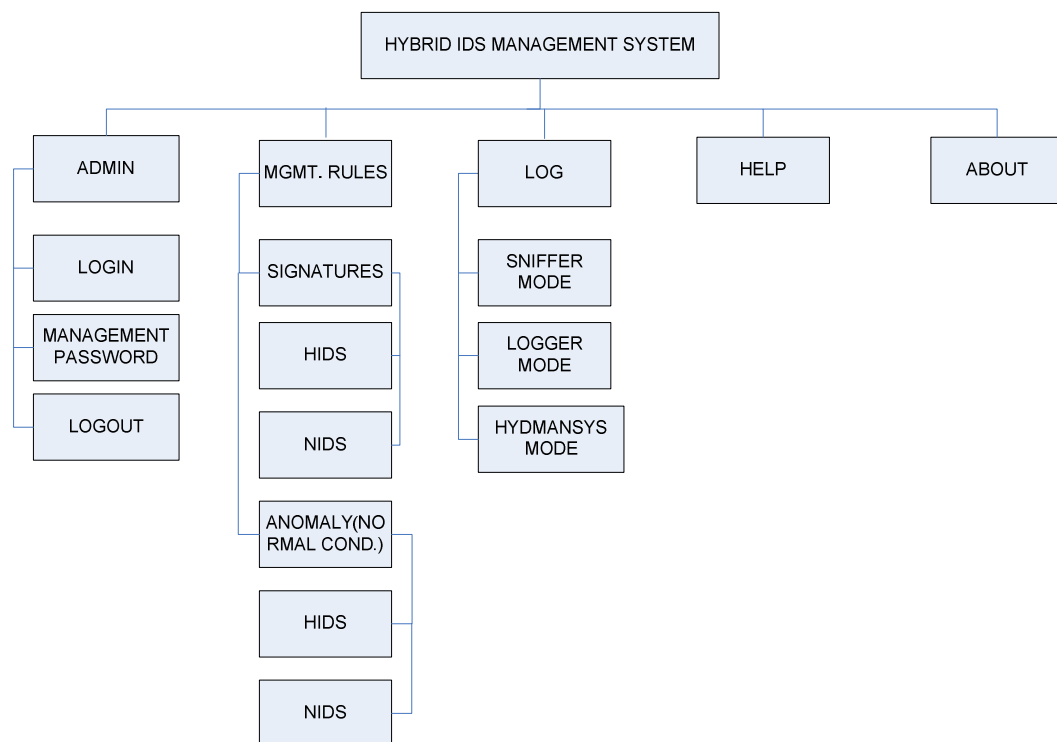 HYBRID IDS MANAGEMENT SYSTEM
ADMIN
MGMT. RULES
LOG
HELP
ABOUT
LOGIN
MANAGEMENT
PASSWORD
LOGOUT
SIGNATURES
HIDS
NIDS
ANOMALY(NO
RMAL COND.)
HIDS
NIDS
SNIFFER
MODE
LOGGER
MODE
HYDMANSYS
MODE